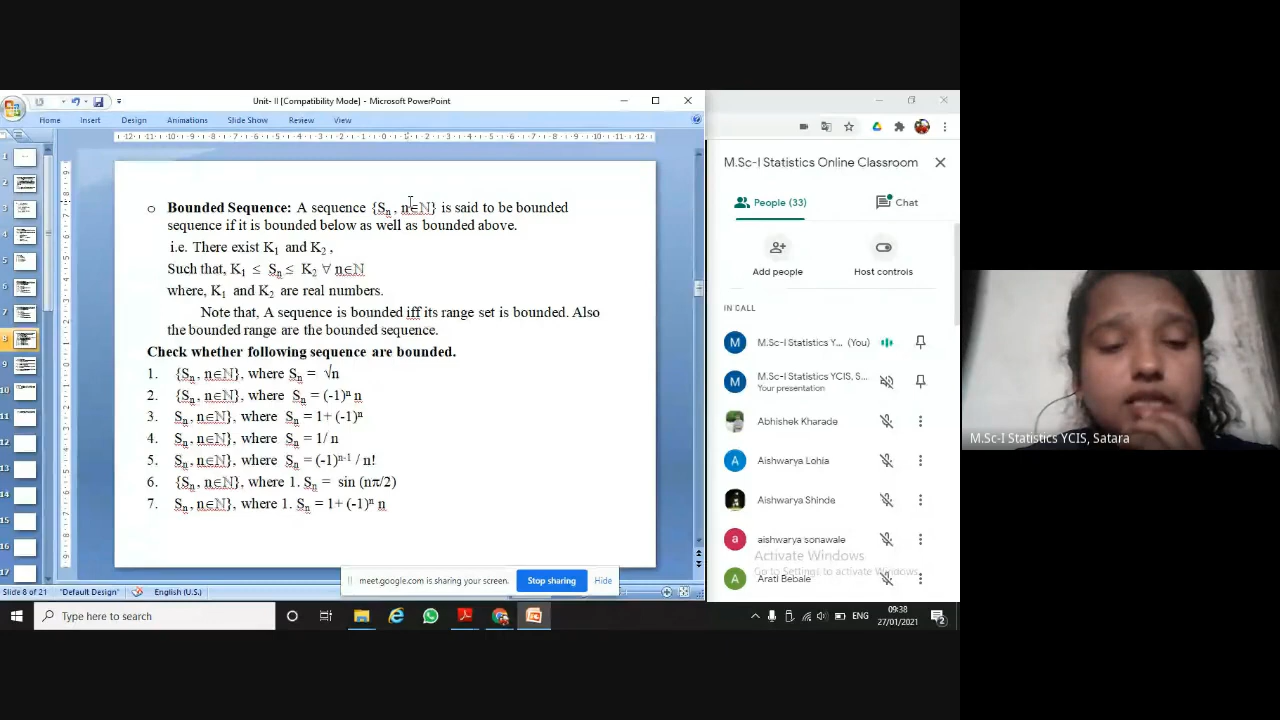 Unit- II [Compatibility Mode] - Microsoft PowerPoint
Home Insert Design Animations Slide Show Review View
Bounded Sequence: A sequence {Sn , n∈ℕ} is said to be bounded
sequence if it is bounded below as well as bounded above.
i.e. There exist K1 and K2 ,
Such that, K1 ≤ Sn ≤ K2 ∀ n∈ℕ
where, K1 and K2 are real numbers.
Note that, A sequence is bounded iff its range set is bounded. Also
the bounded range are the bounded sequence.
Check whether following sequence are bounded.
1. {Sn , n∈ℕ}, where Sn = √n
2. {Sn , n∈ℕ}, where Sn = (-1)^n n
3. Sn , n∈ℕ}, where Sn = 1+ (-1)^n
4. Sn , n∈ℕ}, where Sn = 1/ n
5. Sn , n∈ℕ}, where Sn = (-1)^n-1 / n!
6. {Sn , n∈ℕ}, where 1. Sn = sin (nπ/2)
7. Sn , n∈ℕ}, where 1. Sn = 1+ (-1)^n n
meet.google.com is sharing your screen. Stop sharing Hide
Slide 8 of 21 "Default Design" English (U.S.)
Type here to search
ENG
09:38
27/01/2021
M.Sc-I Statistics Online Classroom
People (33) Chat
Add people Host controls
IN CALL
M.Sc-I Statistics Y... (You)
M.Sc-I Statistics YCIS, S...
Your presentation
Abhishek Kharade
Aishwarya Lohia
Aishwarya Shinde
aishwarya sonawale
Activate Windows
Go to Settings to activate Windows.
Arati Bebale
M.Sc-I Statistics YCIS, Satara